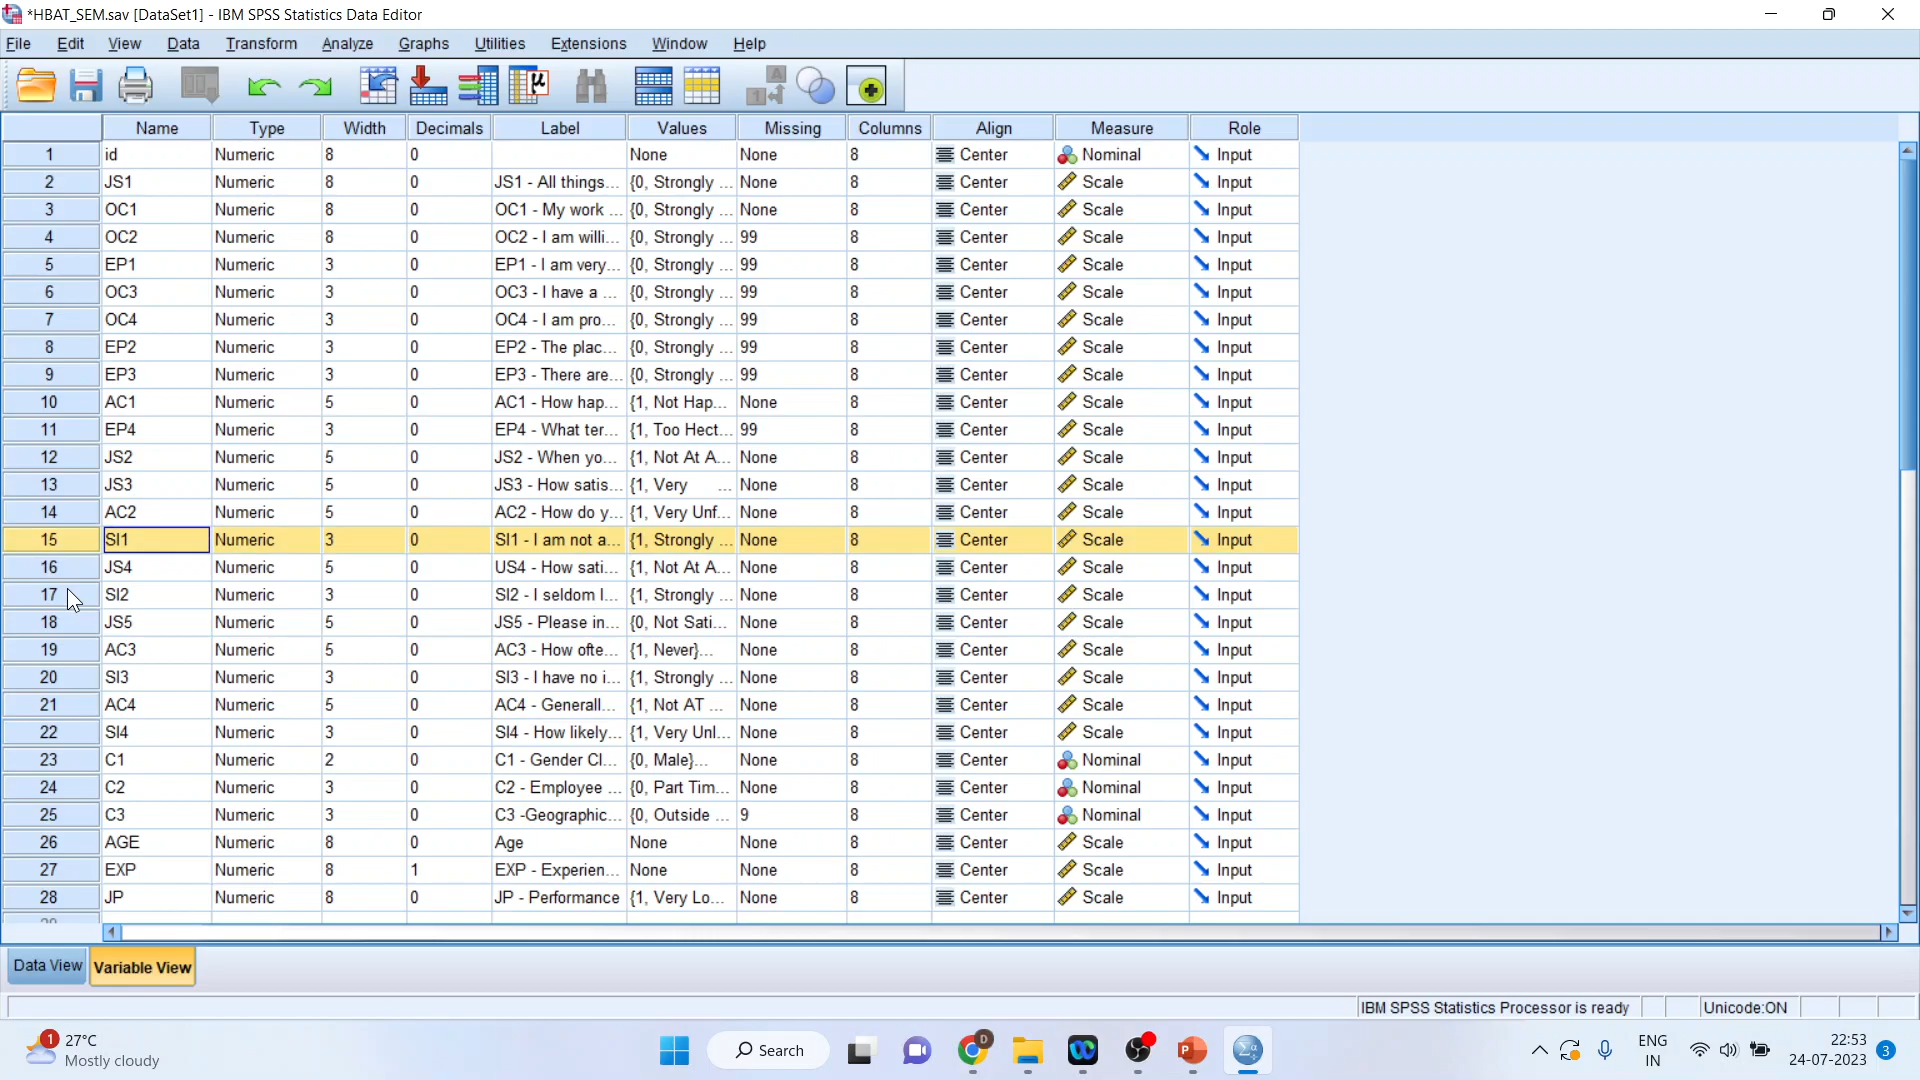 *HBAT_SEM.sav [DataSet1] - IBM SPSS Statistics Data Editor
File Edit View Data Transform Analyze Graphs Utilities Extensions Window Help
Name Type Width Decimals Label Values Missing Columns Align Measure Role
1 id Numeric 8 0 None None 8 Center Nominal Input
2 JS1 Numeric 8 0 JS1 - All things... {0, Strongly ... None 8 Center Scale Input
3 OC1 Numeric 8 0 OC1 - My work ... {0, Strongly ... None 8 Center Scale Input
4 OC2 Numeric 8 0 OC2 - I am willi... {0, Strongly ... 99 8 Center Scale Input
5 EP1 Numeric 3 0 EP1 - I am very... {0, Strongly ... 99 8 Center Scale Input
6 OC3 Numeric 3 0 OC3 - I have a ... {0, Strongly ... 99 8 Center Scale Input
7 OC4 Numeric 3 0 OC4 - I am pro... {0, Strongly ... 99 8 Center Scale Input
8 EP2 Numeric 3 0 EP2 - The plac... {0, Strongly ... 99 8 Center Scale Input
9 EP3 Numeric 3 0 EP3 - There are... {0, Strongly ... 99 8 Center Scale Input
10 AC1 Numeric 5 0 AC1 - How hap... {1, Not Hap... None 8 Center Scale Input
11 EP4 Numeric 3 0 EP4 - What ter... {1, Too Hect... 99 8 Center Scale Input
12 JS2 Numeric 5 0 JS2 - When yo... {1, Not At A... None 8 Center Scale Input
13 JS3 Numeric 5 0 JS3 - How satis... {1, Very ... None 8 Center Scale Input
14 AC2 Numeric 5 0 AC2 - How do y... {1, Very Unf... None 8 Center Scale Input
15 SI1 Numeric 3 0 SI1 - I am not a... {1, Strongly ... None 8 Center Scale Input
16 JS4 Numeric 5 0 US4 - How sati... {1, Not At A... None 8 Center Scale Input
17 SI2 Numeric 3 0 SI2 - I seldom l... {1, Strongly ... None 8 Center Scale Input
18 JS5 Numeric 5 0 JS5 - Please in... {0, Not Sati... None 8 Center Scale Input
19 AC3 Numeric 5 0 AC3 - How ofte... {1, Never}... None 8 Center Scale Input
20 SI3 Numeric 3 0 SI3 - I have no i... {1, Strongly ... None 8 Center Scale Input
21 AC4 Numeric 5 0 AC4 - Generall... {1, Not AT ... None 8 Center Scale Input
22 SI4 Numeric 3 0 SI4 - How likely... {1, Very Unl... None 8 Center Scale Input
23 C1 Numeric 2 0 C1 - Gender Cl... {0, Male}... None 8 Center Nominal Input
24 C2 Numeric 3 0 C2 - Employee ... {0, Part Tim... None 8 Center Nominal Input
25 C3 Numeric 3 0 C3 -Geographic... {0, Outside ... 9 8 Center Nominal Input
26 AGE Numeric 8 0 Age None None 8 Center Scale Input
27 EXP Numeric 8 1 EXP - Experien... None None 8 Center Scale Input
28 JP Numeric 8 0 JP - Performance {1, Very Lo... None 8 Center Scale Input
Data View Variable View
IBM SPSS Statistics Processor is ready Unicode:ON
1 27°C
Mostly cloudy
Search
ENG
IN
22:53
24-07-2023
3